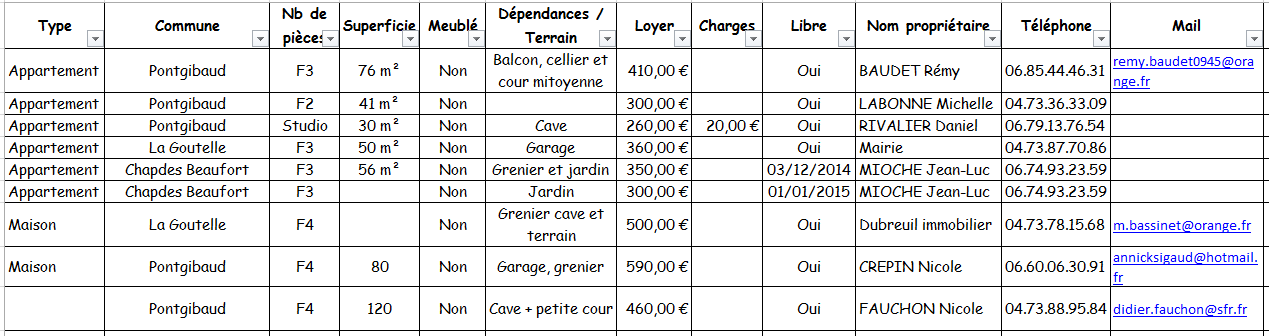 Type Commune Nb de pièces Superficie Meublé Dépendances / Terrain Loyer Charges Libre Nom propriétaire Téléphone Mail
Appartement Pontgibaud F3 76 m² Non Balcon, cellier et cour mitoyenne 410,00 € Oui BAUDET Rémy 06.85.44.46.31 remy.baudet0945@orange.fr
Appartement Pontgibaud F2 41 m² Non 300,00 € Oui LABONNE Michelle 04.73.36.33.09
Appartement Pontgibaud Studio 30 m² Non Cave 260,00 € 20,00 € Oui RIVALIER Daniel 06.79.13.76.54
Appartement La Goutelle F3 50 m² Non Garage 360,00 € Oui Mairie 04.73.87.70.86
Appartement Chapdes Beaufort F3 56 m² Non Grenier et jardin 350,00 € 03/12/2014 MIOCHE Jean-Luc 06.74.93.23.59
Appartement Chapdes Beaufort F3 Non Jardin 300,00 € 01/01/2015 MIOCHE Jean-Luc 06.74.93.23.59
Maison La Goutelle F4 Non Grenier cave et terrain 500,00 € Oui Dubreuil immobilier 04.73.78.15.68 m.bassinet@orange.fr
Maison Pontgibaud F4 80 Non Garage, grenier 590,00 € Oui CREPIN Nicole 06.60.06.30.91 annicksigaud@hotmail.fr
Pontgibaud F4 120 Non Cave + petite cour 460,00 € Oui FAUCHON Nicole 04.73.88.95.84 didier.fauchon@sfr.fr